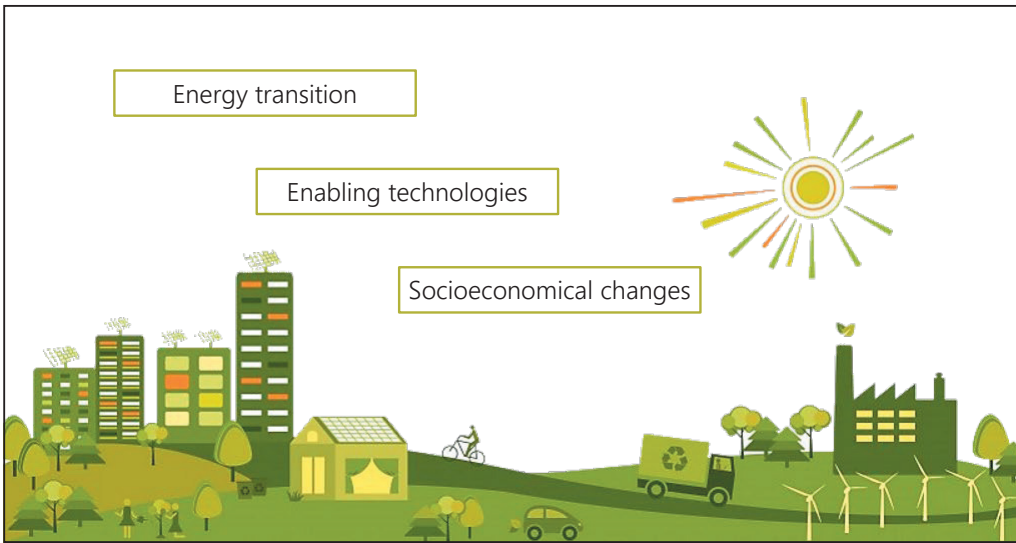 Energy transition
Enabling technologies
Socioeconomical changes